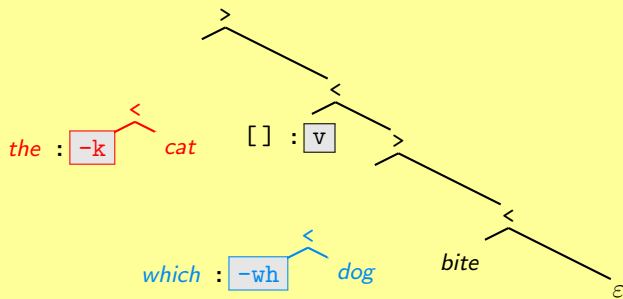 >
<
<
the : -k cat
[] : v
>
<
<
which : -wh dog
bite
ε